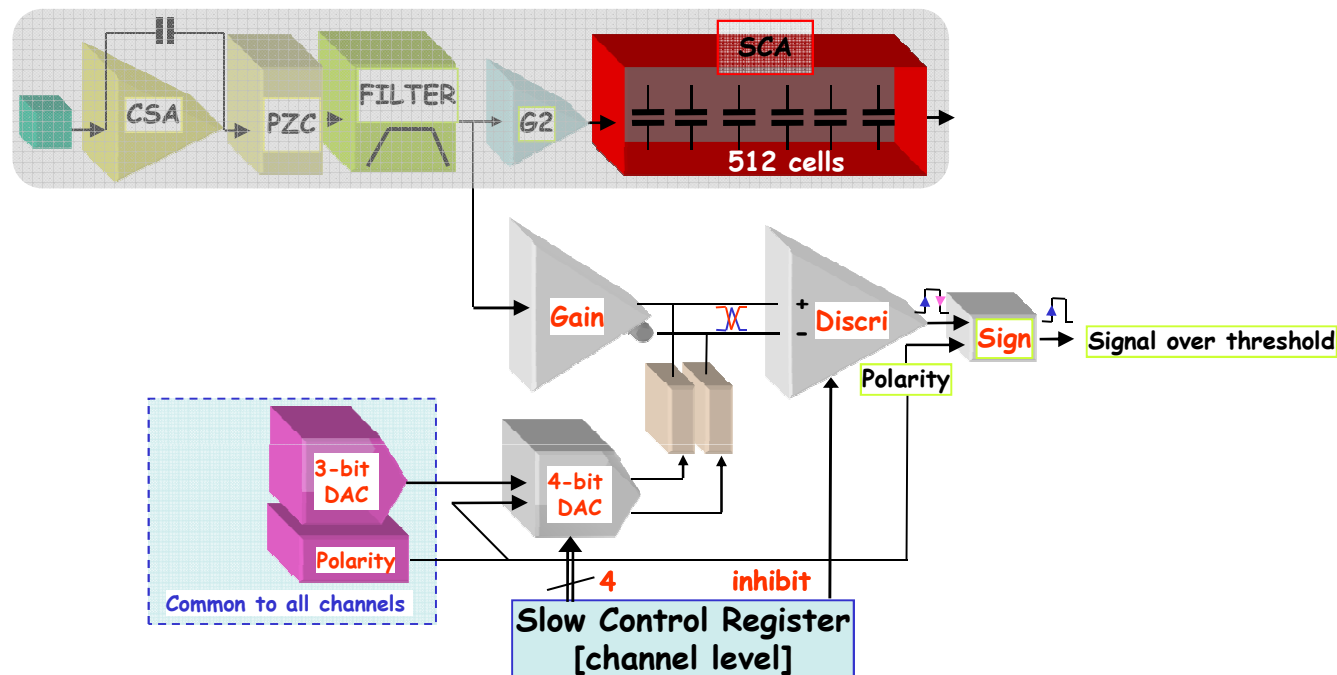 SCA
CSA
PZC
FILTER
G2
512 cells
Gain
+
-
Discri
Sign
Signal over threshold
Polarity
3-bit
DAC
4-bit
DAC
Polarity
Common to all channels
4
inhibit
Slow Control Register
[channel level]